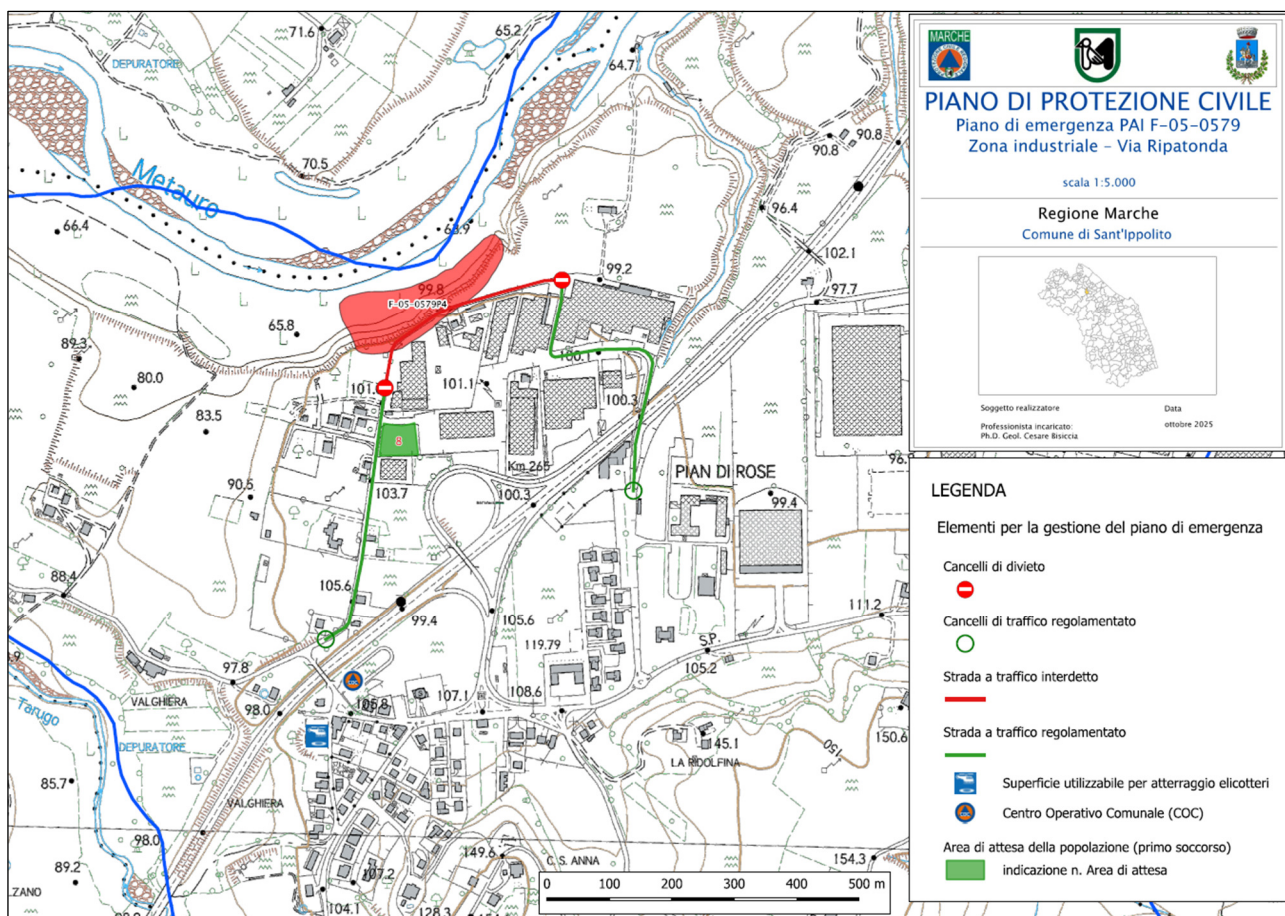 MARCHE
PIANO DI PROTEZIONE CIVILE
Piano di emergenza PAI F-05-0579
Zona industriale - Via Ripatonda
scala 1:5.000
Regione Marche
Comune di Sant'Ippolito
Soggetto realizzatore
Data
Professionista incaricato:
ottobre 2025
Ph.D. Geol. Cesare Bisiccia
LEGENDA
Elementi per la gestione del piano di emergenza
Cancelli di divieto
Cancelli di traffico regolamentato
Strada a traffico interdetto
Strada a traffico regolamentato
Superficie utilizzabile per atterraggio elicotteri
Centro Operativo Comunale (COC)
Area di attesa della popolazione (primo soccorso)
indicazione n. Area di attesa
71.6
65.2
DEPURATORE
64.7
90.8
90.8
70.5
Metauro
96.4
66.4
63.9
102.1
99.2
97.7
99.8
F-05-0579P4
65.8
89.3
100.1
80.0
101.1
100.3
83.5
8
Km 265
PIAN DI ROSE
103.7
90.5
100.3
99.4
88.4
105.6
99.4
105.6
111.2
119.79
S.P.
97.8
105.2
107.1
108.6
VALGHIERA
98.0
105.8
Tarugo
150.6
45.1
150
DEPURATORE
LA RIDOLFINA
85.7
VALGHIERA
98.0
149.6
C. S. ANNA
154.3
89.2
107.2
ZANO
104.1
128.3
0 100 200 300 400 500 m